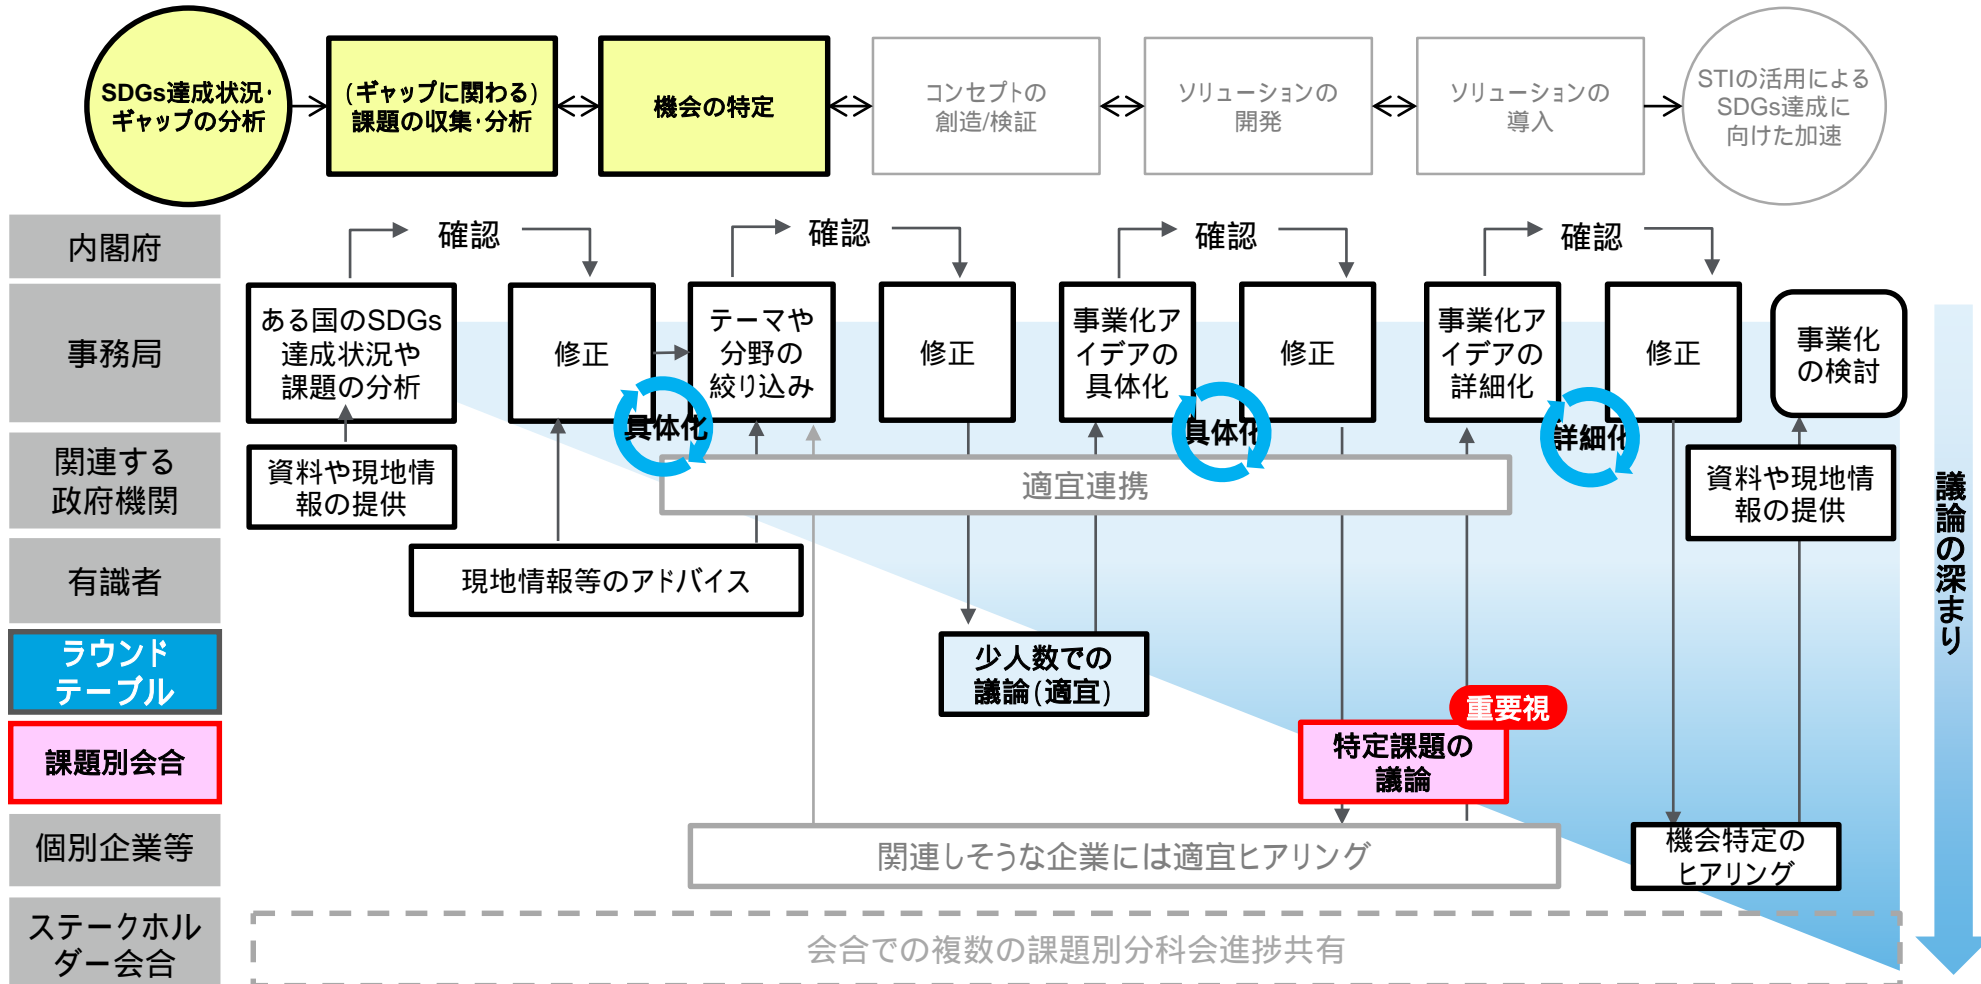 SDGs達成状況・
ギャップの分析
(ギャップに関わる)
課題の収集・分析
機会の特定
コンセプトの
創造/検証
ソリューションの
開発
ソリューションの
導入
STIの活用による
SDGs達成に
向けた加速
内閣府
確認
確認
確認
確認
事務局
ある国のSDGs
達成状況や
課題の分析
修正
テーマや
分野の
絞り込み
修正
事業化ア
イデアの
具体化
修正
事業化ア
イデアの
詳細化
修正
事業化
の検討
具体化
具体化
詳細化
関連する
政府機関
資料や現地情
報の提供
適宜連携
資料や現地情
報の提供
議論の深まり
有識者
現地情報等のアドバイス
ラウンド
テーブル
少人数での
議論(適宜)
重要視
課題別会合
特定課題の
議論
個別企業等
関連しそうな企業には適宜ヒアリング
機会特定の
ヒアリング
ステークホル
ダー会合
会合での複数の課題別分科会進捗共有